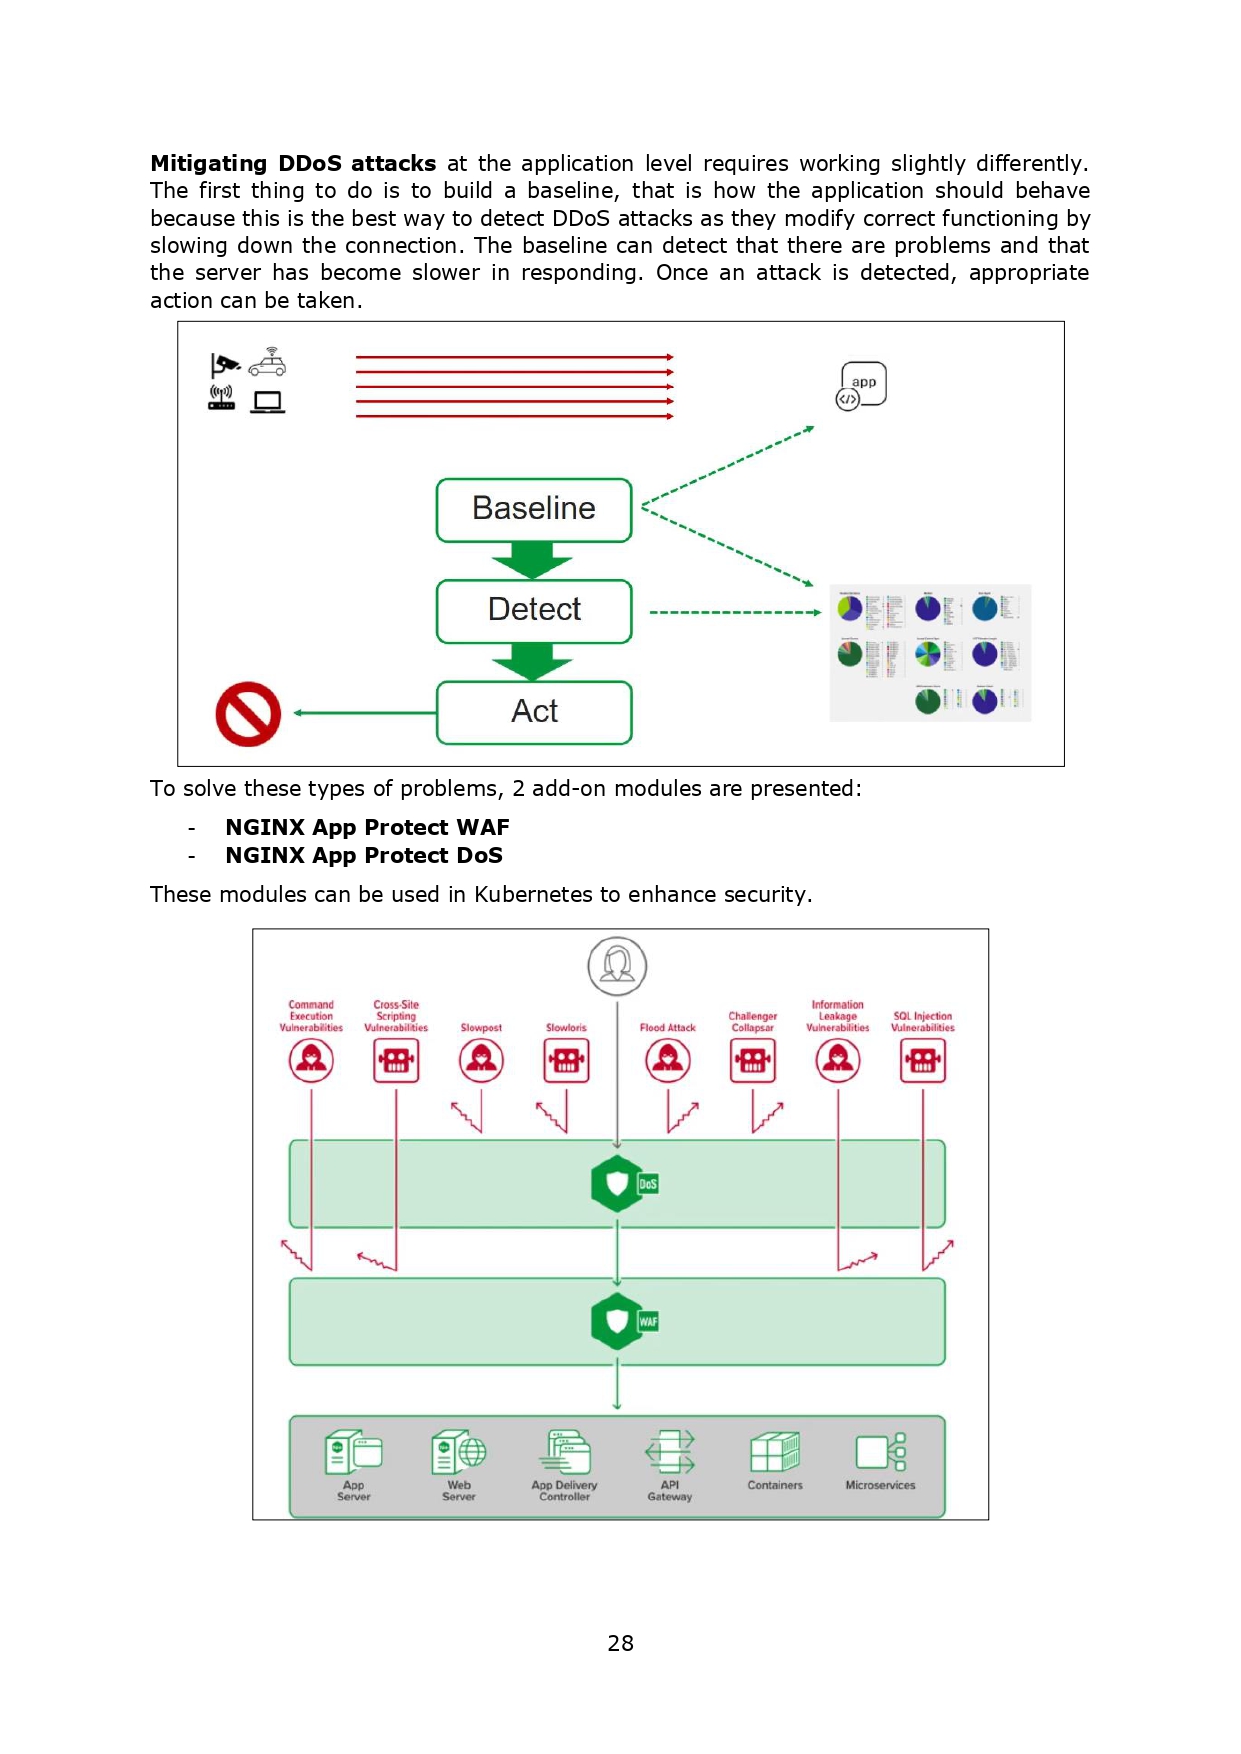 Mitigating DDoS attacks at the application level requires working slightly differently.
The first thing to do is to build a baseline, that is how the application should behave
because this is the best way to detect DDoS attacks as they modify correct functioning by
slowing down the connection. The baseline can detect that there are problems and that
the server has become slower in responding. Once an attack is detected, appropriate
action can be taken.
app
</>
Baseline
Detect
Act
To solve these types of problems, 2 add-on modules are presented:
- NGINX App Protect WAF
- NGINX App Protect DoS
These modules can be used in Kubernetes to enhance security.
Command
Execution
Vulnerabilities
Cross-Site
Scripting
Vulnerabilities
Slowpost
Slowloris
Flood Attack
Challenger
Collapsar
Information
Leakage
Vulnerabilities
SQL Injection
Vulnerabilities
DoS
WAF
App
Server
Web
Server
App Delivery
Controller
API
Gateway
Containers
Microservices
28